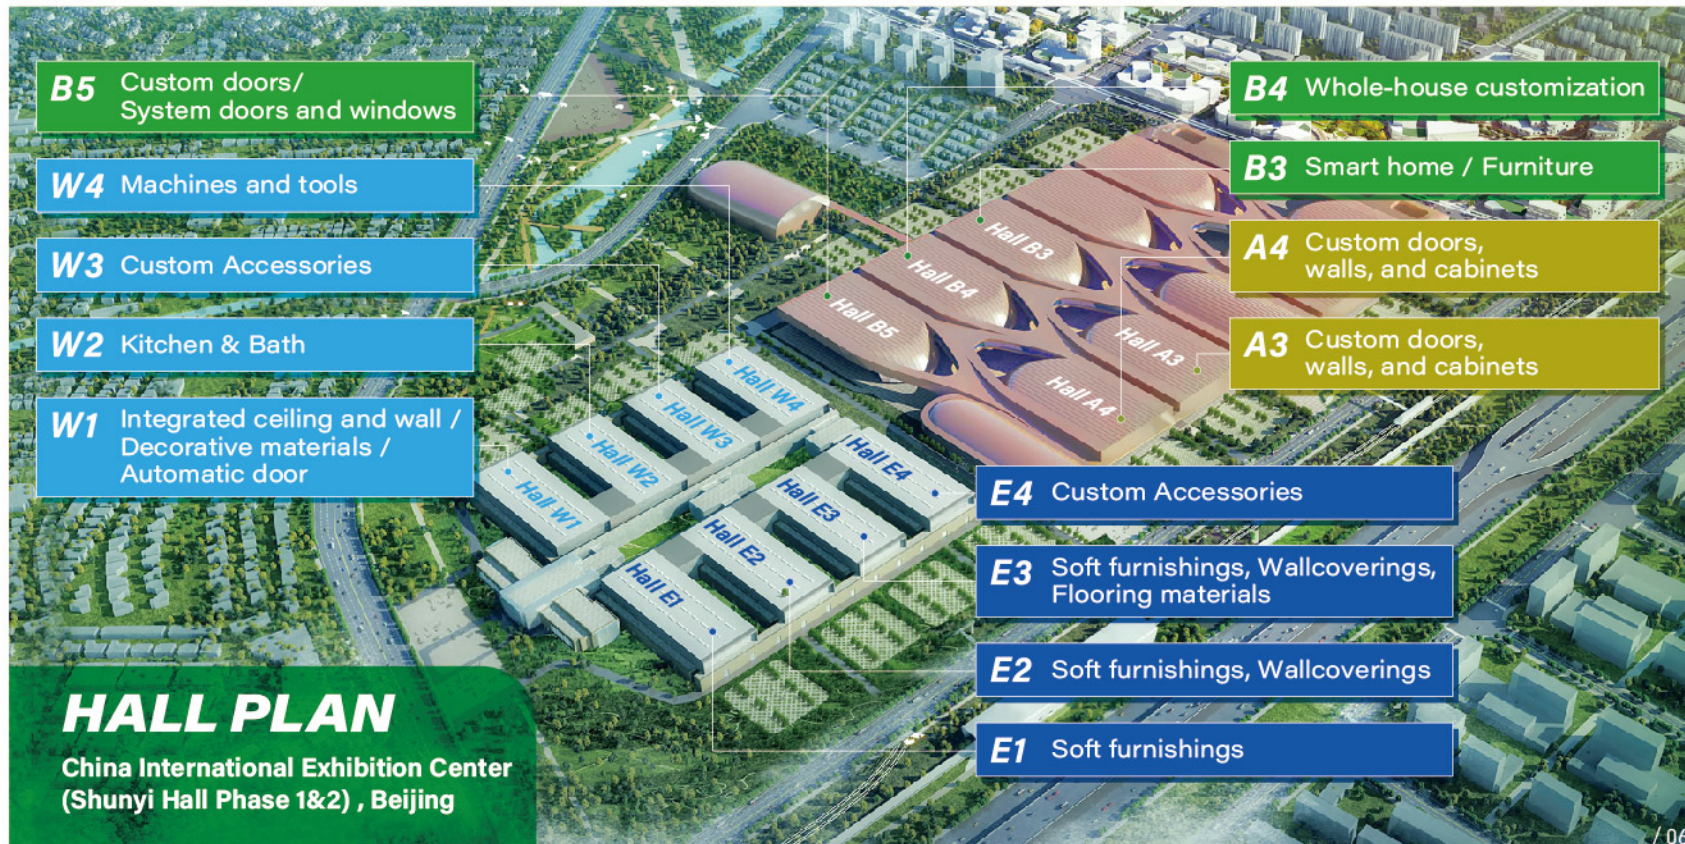 B5 Custom doors/
System doors and windows
W4 Machines and tools
W3 Custom Accessories
W2 Kitchen & Bath
W1 Integrated ceiling and wall /
Decorative materials /
Automatic door
B4 Whole-house customization
B3 Smart home / Furniture
A4 Custom doors,
walls, and cabinets
A3 Custom doors,
walls, and cabinets
Hall B3
Hall B4
Hall B5
Hall A3
Hall A4
Hall W4
Hall W3
Hall W2
Hall W1
Hall E4
Hall E3
Hall E2
Hall E1
E4 Custom Accessories
E3 Soft furnishings, Wallcoverings,
Flooring materials
E2 Soft furnishings, Wallcoverings
E1 Soft furnishings
HALL PLAN
China International Exhibition Center
(Shunyi Hall Phase 1&2) , Beijing
/ 06